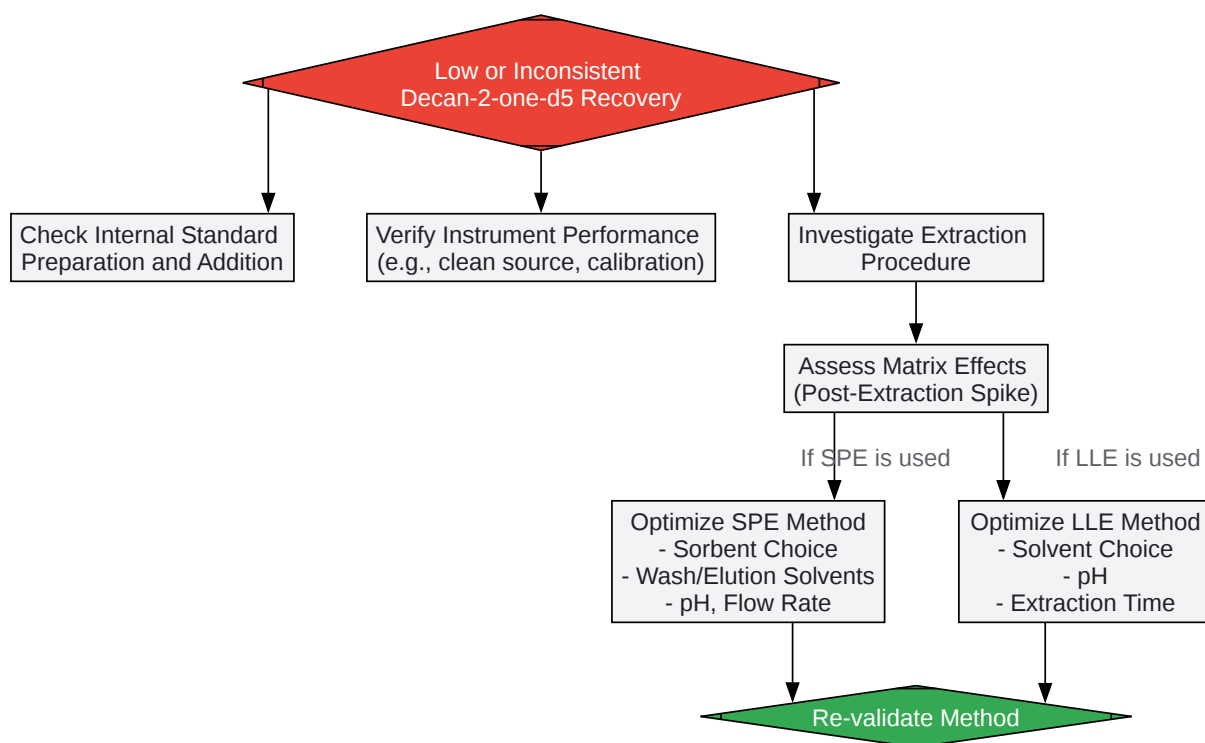 Low or Inconsistent
Decan-2-one-d5 Recovery
Check Internal Standard
Preparation and Addition
Verify Instrument Performance
(e.g., clean source, calibration)
Investigate Extraction
Procedure
Assess Matrix Effects
(Post-Extraction Spike)
If SPE is used
If LLE is used
Optimize SPE Method
- Sorbent Choice
- Wash/Elution Solvents
- pH, Flow Rate
Optimize LLE Method
- Solvent Choice
- pH
- Extraction Time
Re-validate Method